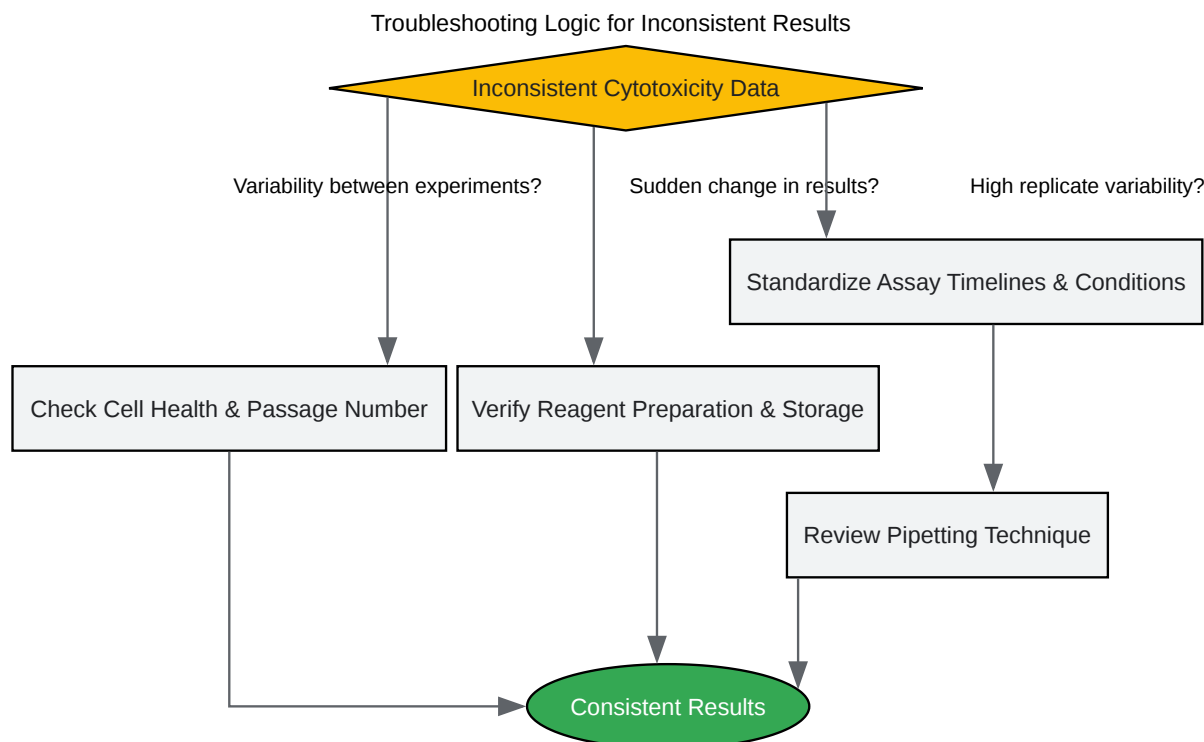 Troubleshooting Logic for Inconsistent Results
Inconsistent Cytotoxicity Data
Variability between experiments?
Sudden change in results?
High replicate variability?
Standardize Assay Timelines & Conditions
Check Cell Health & Passage Number
Verify Reagent Preparation & Storage
Review Pipetting Technique
Consistent Results